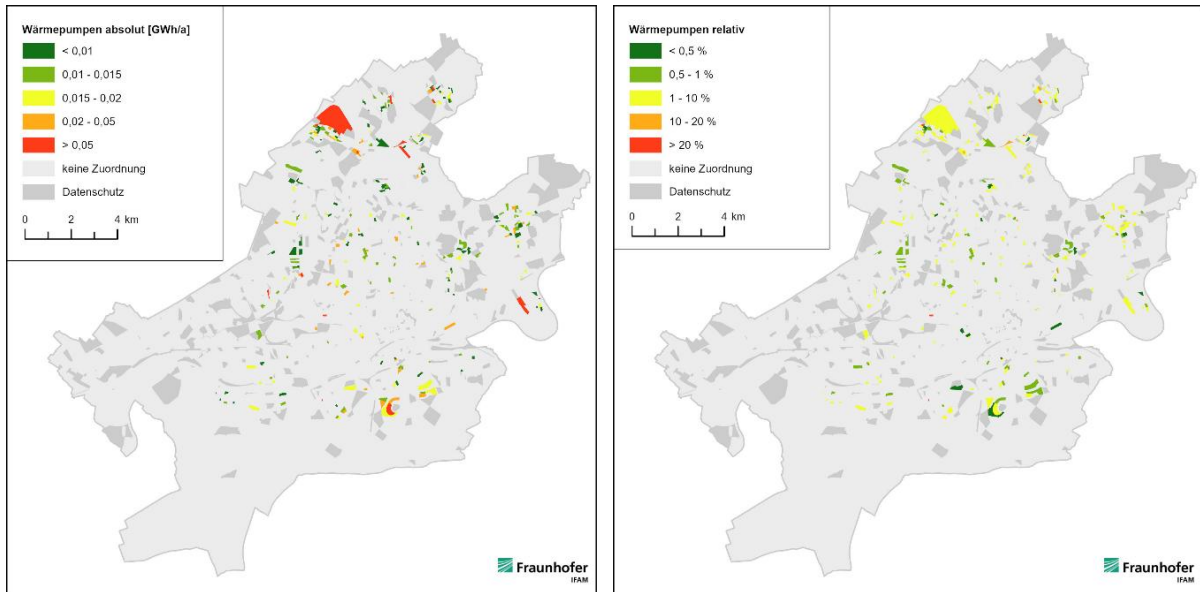 Wärmepumpen absolut [GWh/a]
< 0,01
0,01 - 0,015
0,015 - 0,02
0,02 - 0,05
> 0,05
keine Zuordnung
Datenschutz
0 2 4 km
Fraunhofer
IFAM
Wärmepumpen relativ
< 0,5 %
0,5 - 1 %
1 - 10 %
10 - 20 %
> 20 %
keine Zuordnung
Datenschutz
0 2 4 km
Fraunhofer
IFAM